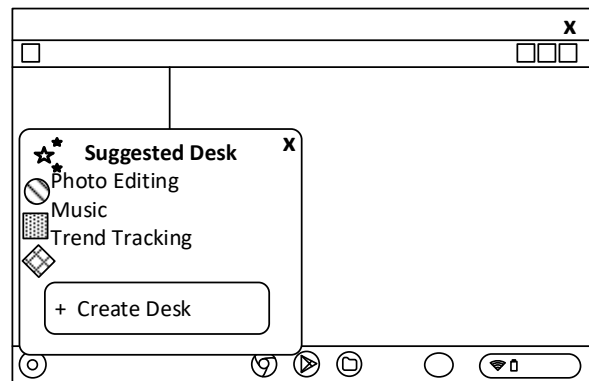 x
Suggested Desk x
Photo Editing
Music
Trend Tracking
+ Create Desk